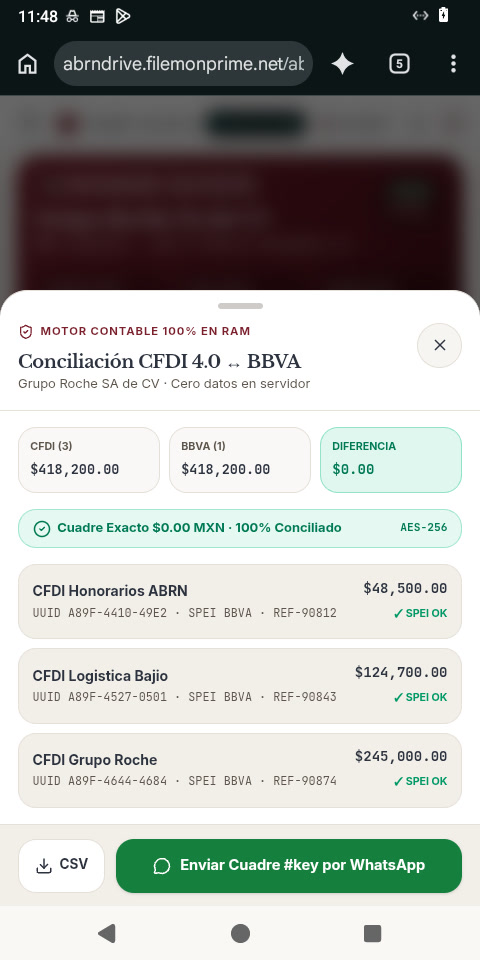 11:48
abrndrive.filemonprime.net/ab
5
MOTOR CONTABLE 100% EN RAM
Conciliación CFDI 4.0 ↔ BBVA
Grupo Roche SA de CV · Cero datos en servidor
CFDI (3)
$418,200.00
BBVA (1)
$418,200.00
DIFERENCIA
$0.00
Cuadre Exacto $0.00 MXN · 100% Conciliado
AES-256
CFDI Honorarios ABRN
$48,500.00
UUID A89F-4410-49E2 · SPEI BBVA · REF-90812
✓ SPEI OK
CFDI Logistica Bajio
$124,700.00
UUID A89F-4527-0501 · SPEI BBVA · REF-90843
✓ SPEI OK
CFDI Grupo Roche
$245,000.00
UUID A89F-4644-4684 · SPEI BBVA · REF-90874
✓ SPEI OK
CSV
Enviar Cuadre #key por WhatsApp